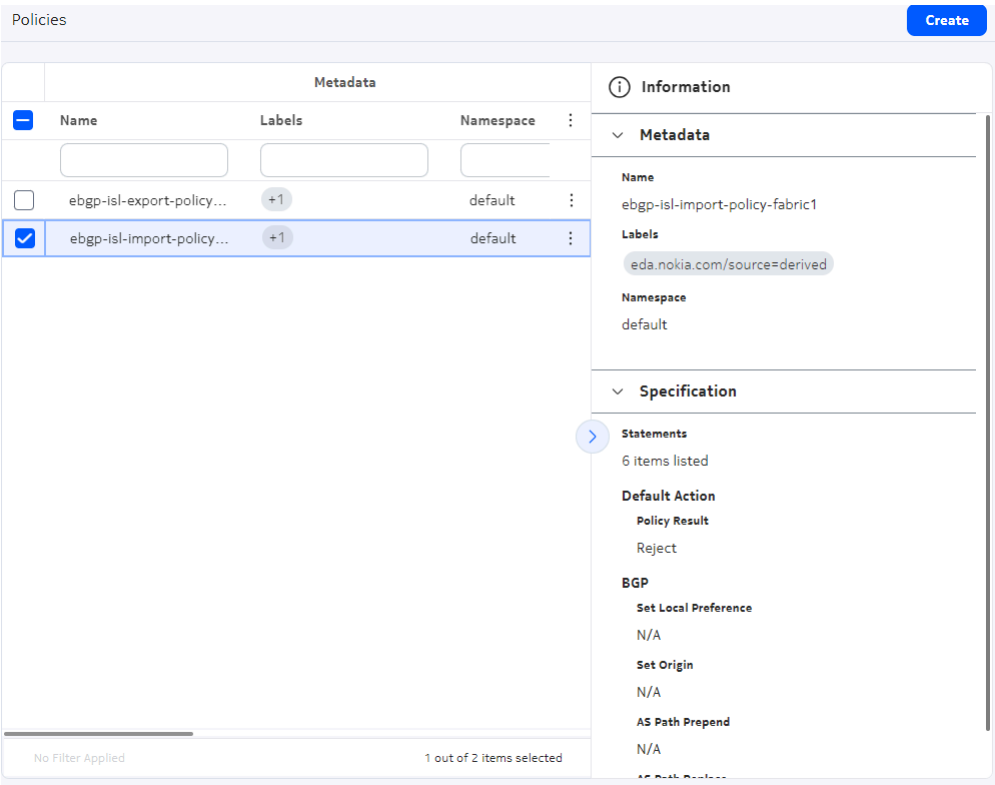 Policies
Create
Metadata
Name
Labels
Namespace
ebgp-isl-export-policy...
+1
default
ebgp-isl-import-policy...
+1
default
No Filter Applied
1 out of 2 items selected
Information
Metadata
Name
ebgp-isl-import-policy-fabric1
Labels
eda.nokia.com/source=derived
Namespace
default
Specification
Statements
6 items listed
Default Action
Policy Result
Reject
BGP
Set Local Preference
N/A
Set Origin
N/A
AS Path Prepend
N/A
AS Path Replace